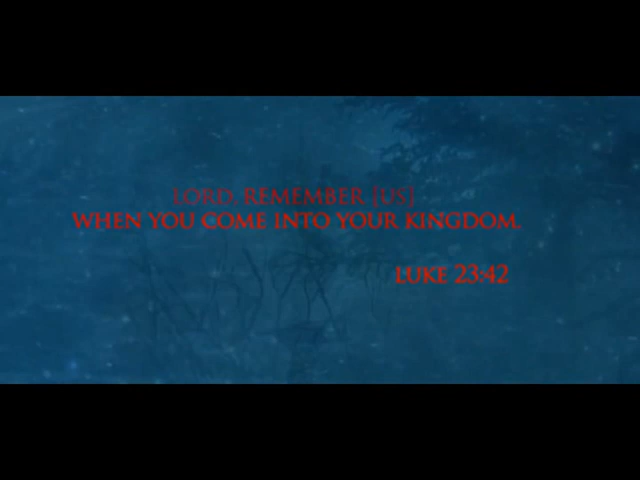 LORD, REMEMBER [US]
WHEN YOU COME INTO YOUR KINGDOM.
LUKE 23:42